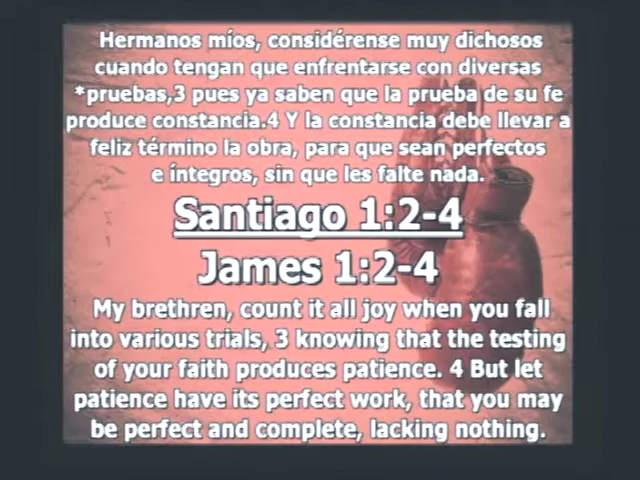 Hermanos míos, considérense muy dichosos
cuando tengan que enfrentarse con diversas
*pruebas,3 pues ya saben que la prueba de su fe
produce constancia.4 Y la constancia debe llevar a
feliz término la obra, para que sean perfectos
e íntegros, sin que les falte nada.
Santiago 1:2-4
James 1:2-4
My brethren, count it all joy when you fall
into various trials, 3 knowing that the testing
of your faith produces patience. 4 But let
patience have its perfect work, that you may
be perfect and complete, lacking nothing.